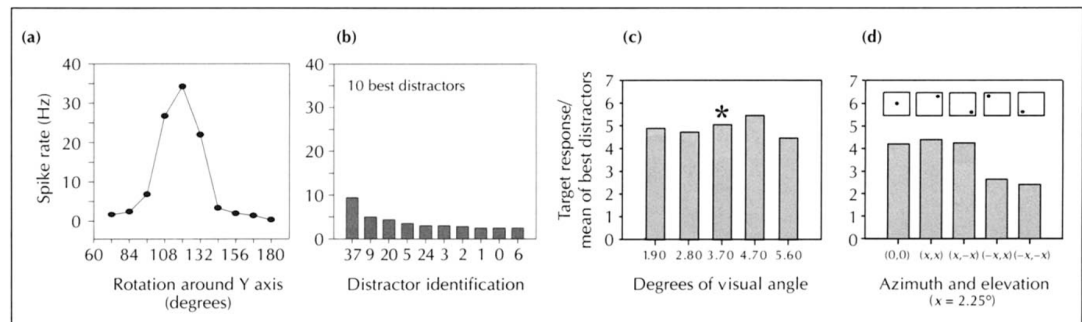 (a)
40
30
20
10
0
Spike rate (Hz)
60 84 108 132 156 180
Rotation around Y axis
(degrees)
(b)
40
30
20
10
0
10 best distractors
37 9 20 5 24 3 2 1 0 6
Distractor identification
(c)
7
6
5
4
3
2
1
0
Target response/
mean of best distractors
*
1.90 2.80 3.70 4.70 5.60
Degrees of visual angle
(d)
7
6
5
4
3
2
1
0
(0,0) (x,x) (x,−x) (−x,x) (−x,−x)
Azimuth and elevation
(x = 2.25°)